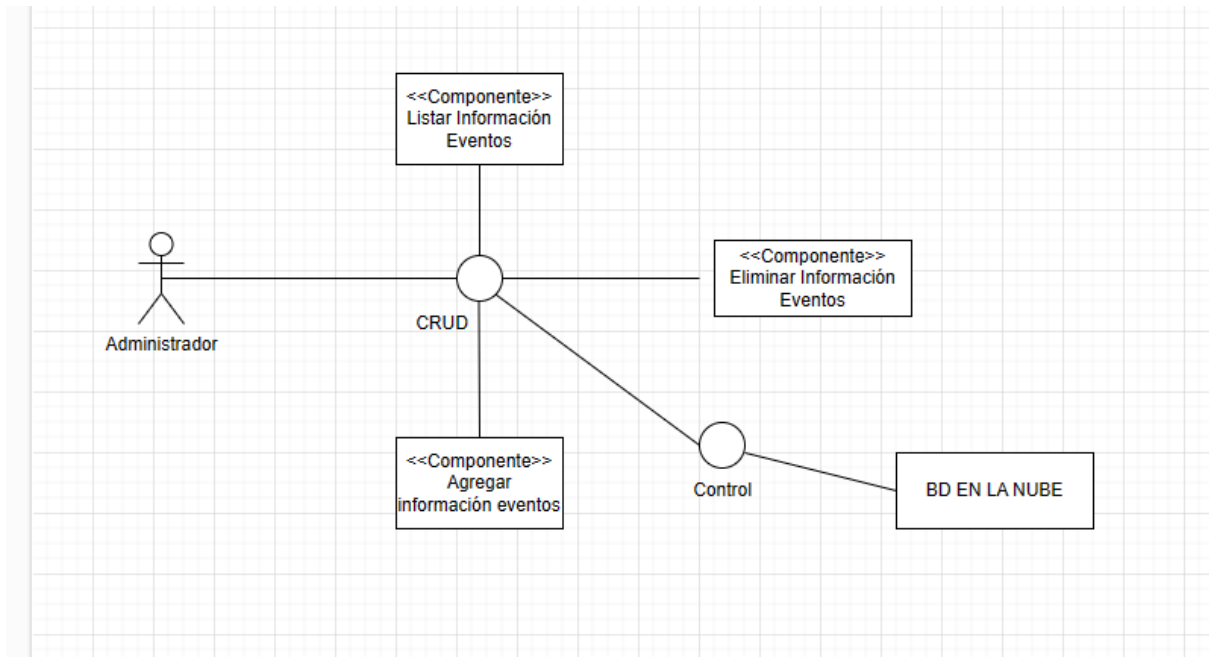 <<Componente>>
Listar Información
Eventos
<<Componente>>
Eliminar Información
Eventos
CRUD
Administrador
<<Componente>>
Agregar
información eventos
Control
BD EN LA NUBE